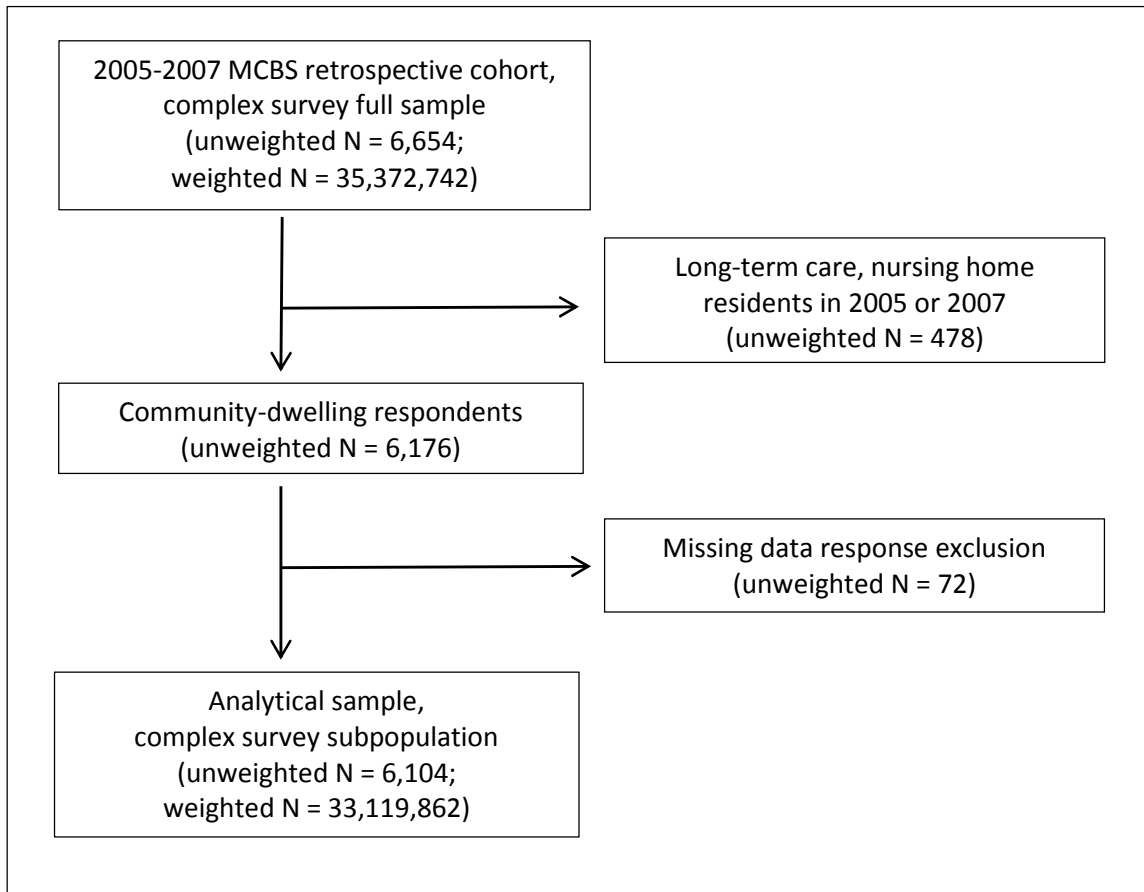 2005-2007 MCBS retrospective cohort,
complex survey full sample
(unweighted N = 6,654;
weighted N = 35,372,742)
Long-term care, nursing home
residents in 2005 or 2007
(unweighted N = 478)
Community-dwelling respondents
(unweighted N = 6,176)
Missing data response exclusion
(unweighted N = 72)
Analytical sample,
complex survey subpopulation
(unweighted N = 6,104;
weighted N = 33,119,862)